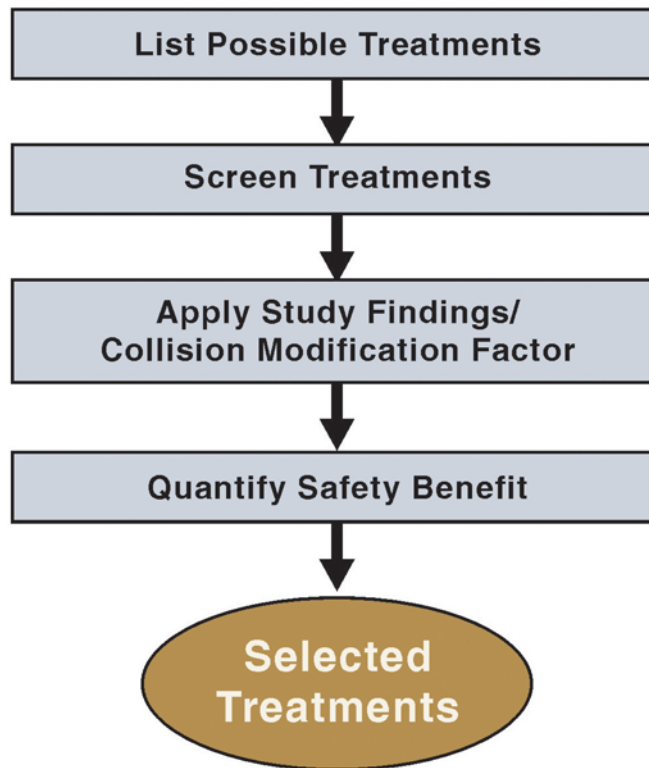 List Possible Treatments
Screen Treatments
Apply Study Findings/
Collision Modification Factor
Quantify Safety Benefit
Selected
Treatments